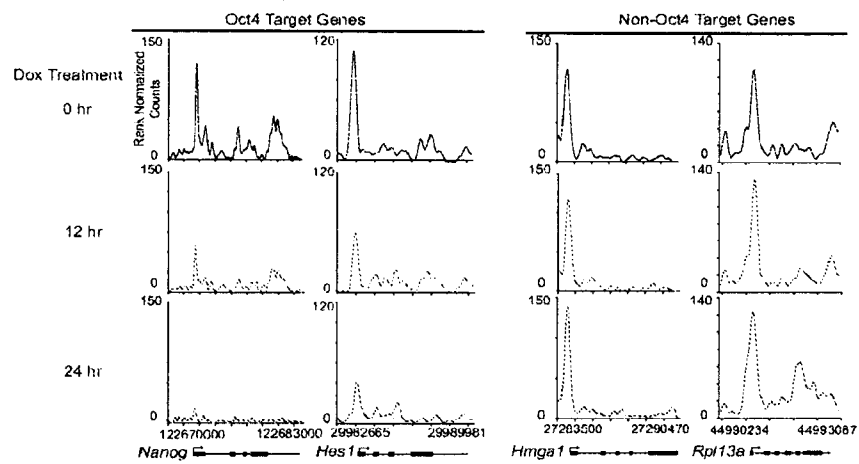 Oct4 Target Genes
Non-Oct4 Target Genes
Dox Treatment
Rank Normalized
Counts
0 hr
150
0
120
0
150
0
140
0
12 hr
150
0
120
0
150
0
140
0
24 hr
150
0
120
0
150
0
140
0
122670000
122683000
29982665
29989981
27283500
27290470
44990234
44993087
Nanog
Hes1
Hmga1
Rpl13a